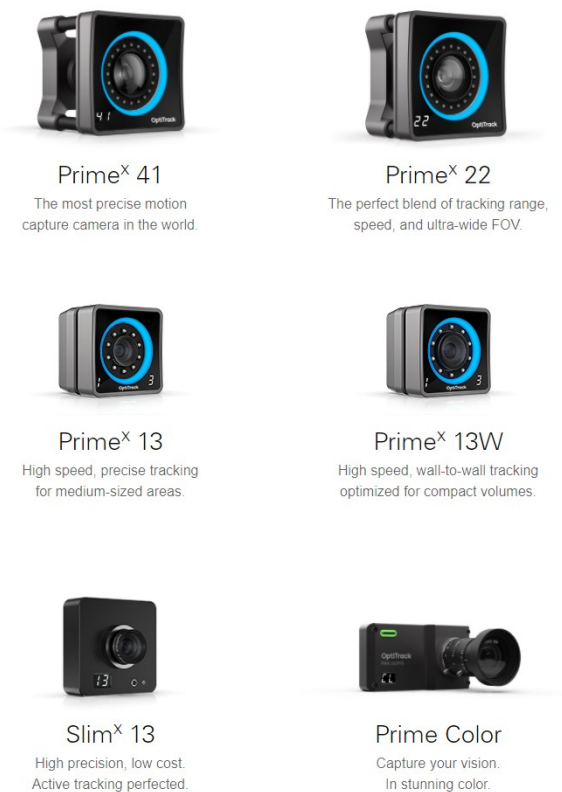 41
OptiTrack
22
OptiTrack
Primeˣ 41
Primeˣ 22
The most precise motion
capture camera in the world.
The perfect blend of tracking range,
speed, and ultra-wide FOV.
1 3
OptiTrack
1 3
OptiTrack
Primeˣ 13
Primeˣ 13W
High speed, precise tracking
for medium-sized areas.
High speed, wall-to-wall tracking
optimized for compact volumes.
13
OptiTrack
Slimˣ 13
Prime Color
High precision, low cost.
Active tracking perfected.
Capture your vision.
In stunning color.